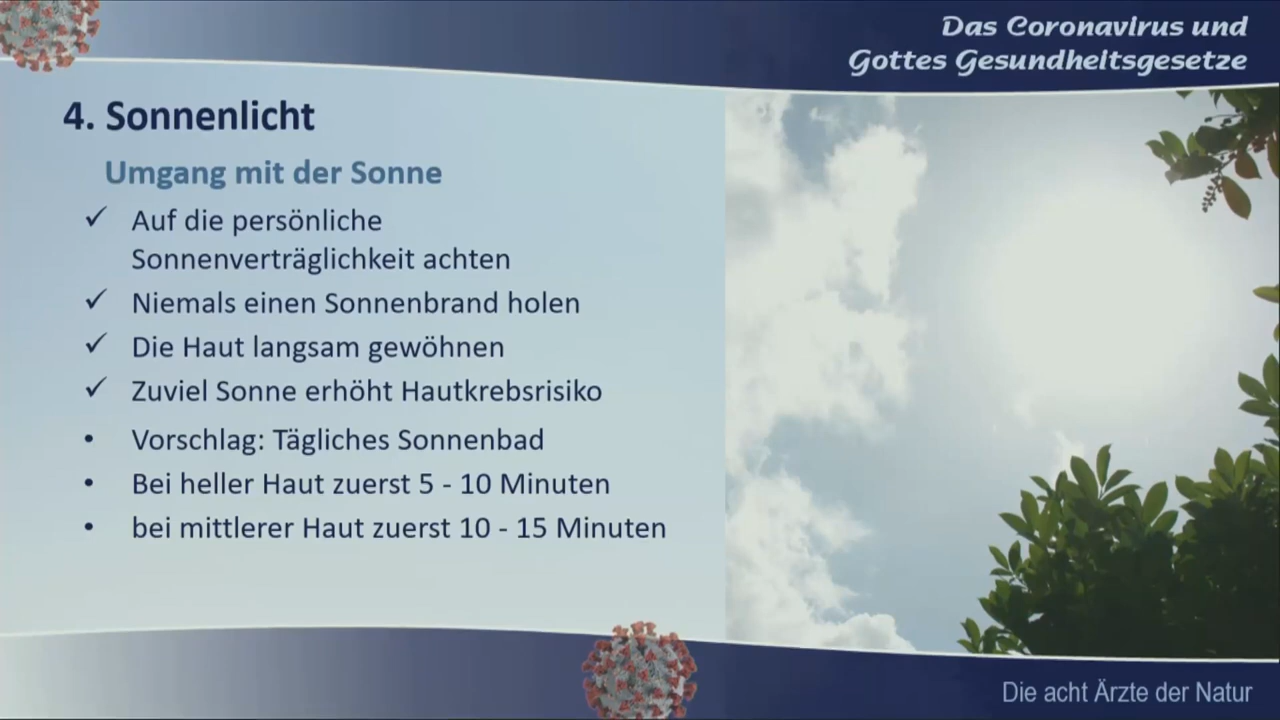 Das Coronavirus und
Gottes Gesundheitsgesetze
4. Sonnenlicht
Umgang mit der Sonne
✓ Auf die persönliche
Sonnenverträglichkeit achten
✓ Niemals einen Sonnenbrand holen
✓ Die Haut langsam gewöhnen
✓ Zuviel Sonne erhöht Hautkrebsrisiko
• Vorschlag: Tägliches Sonnenbad
• Bei heller Haut zuerst 5 - 10 Minuten
• bei mittlerer Haut zuerst 10 - 15 Minuten
Die acht Ärzte der Natur